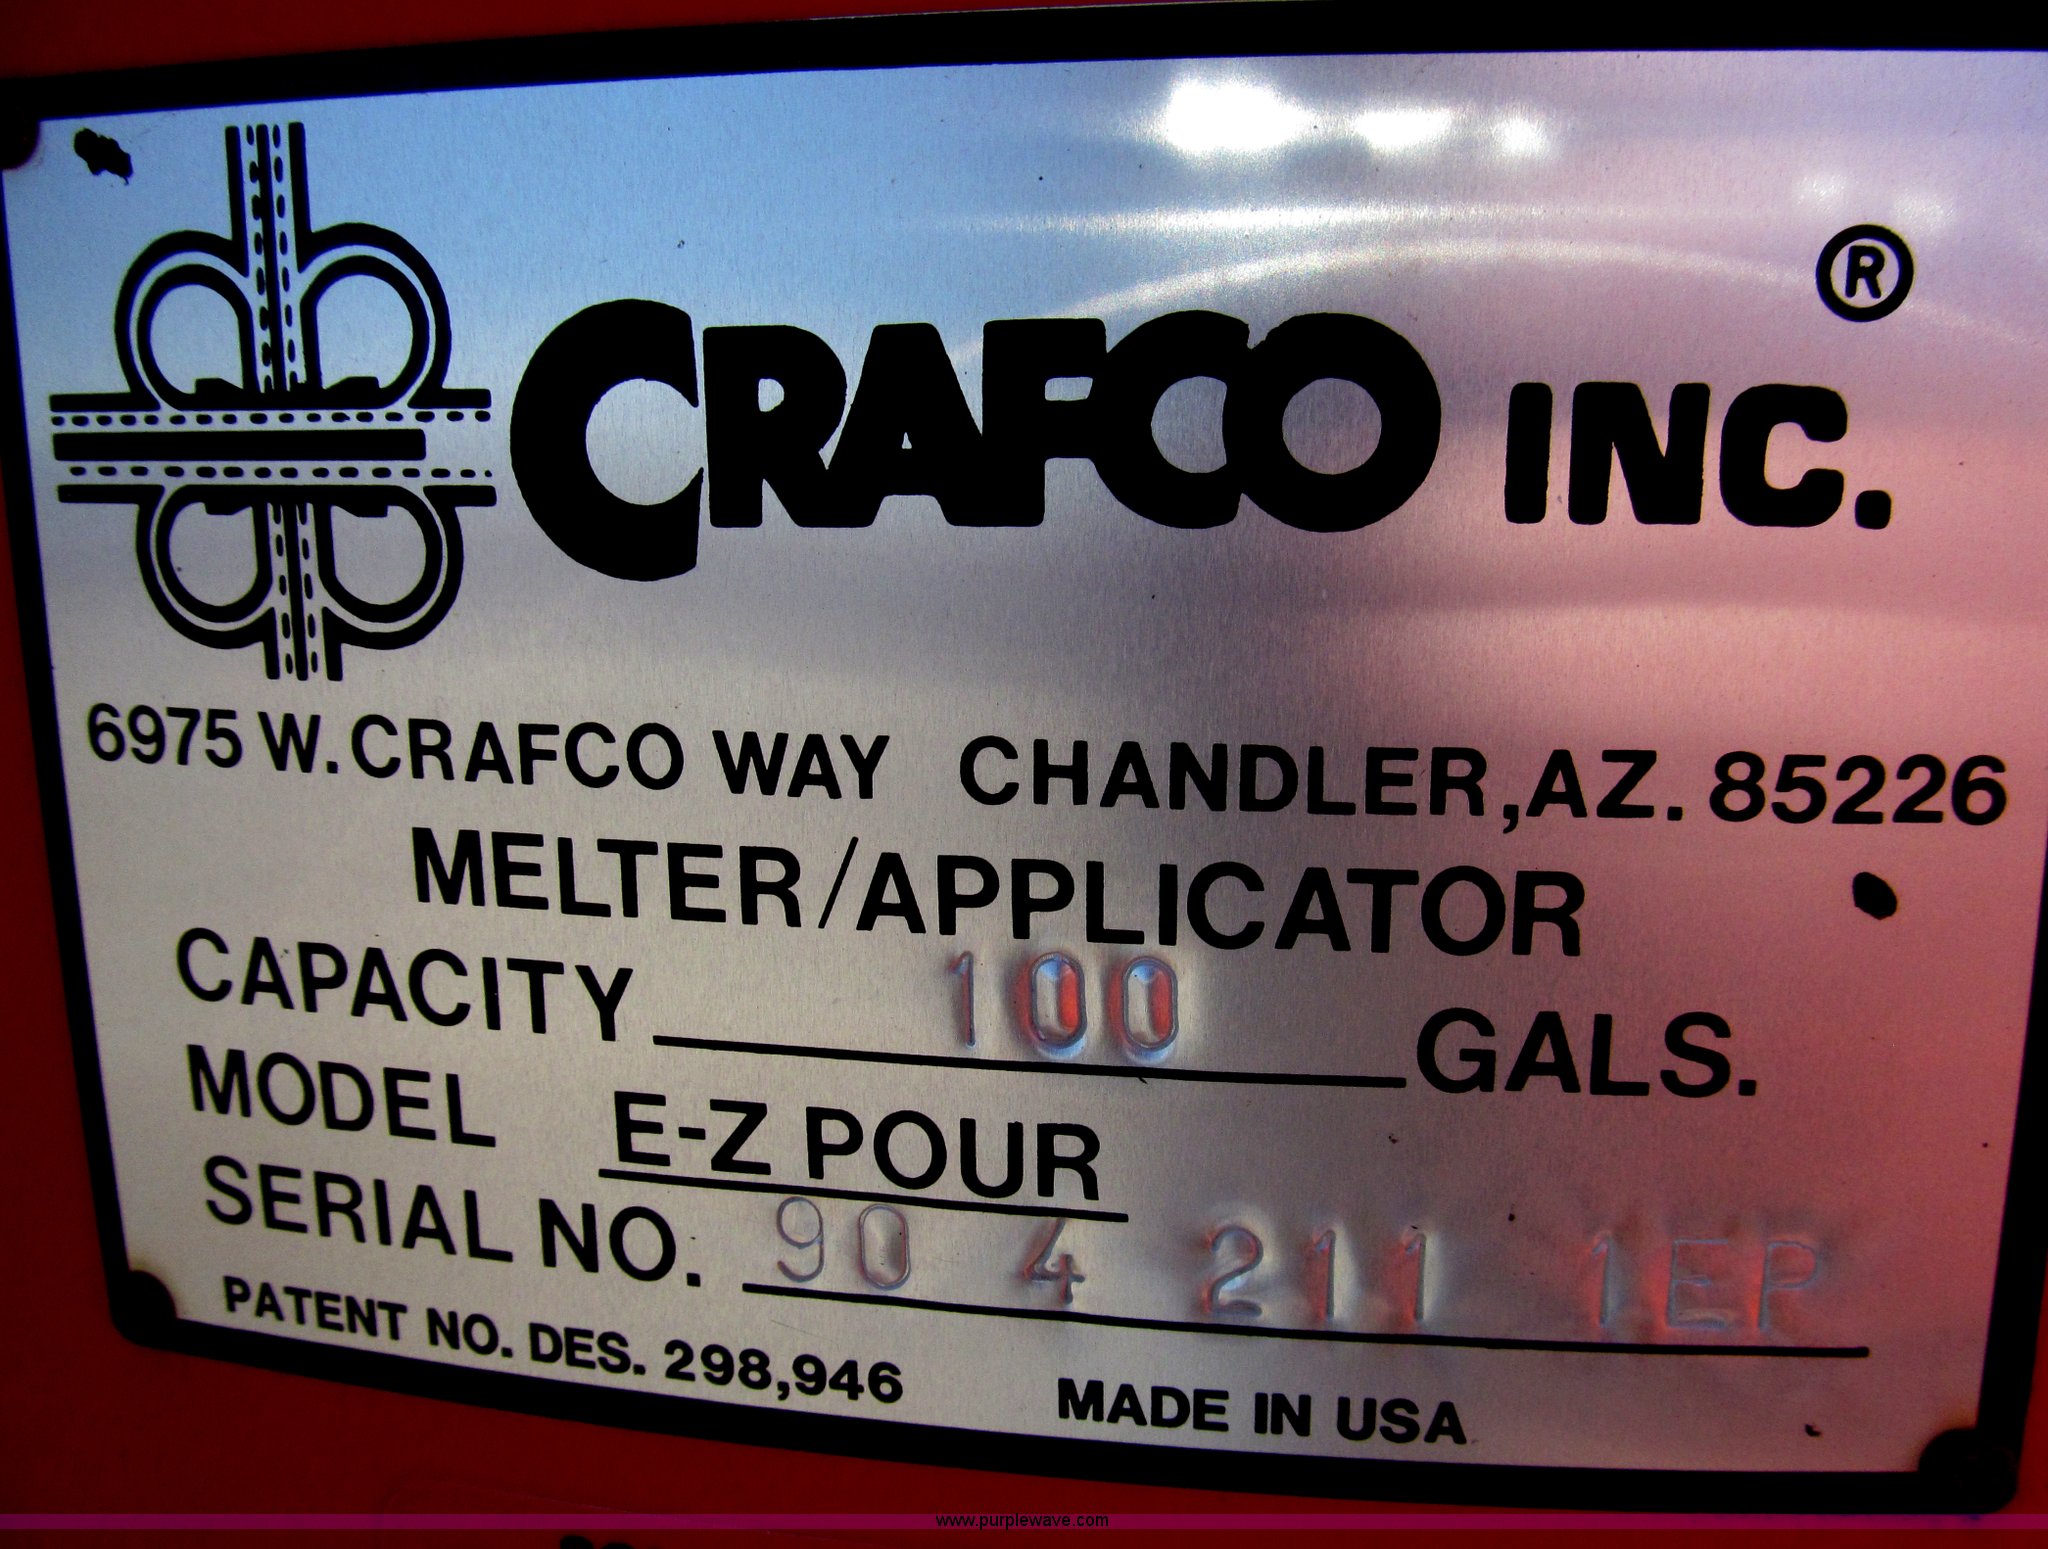 CRAFCO INC. ®
6975 W. CRAFCO WAY CHANDLER, AZ. 85226
MELTER/APPLICATOR
CAPACITY 100 GALS.
MODEL E-Z POUR
SERIAL NO. 90 4 211 1EP
PATENT NO. DES. 298,946 MADE IN USA
www.purplewave.com